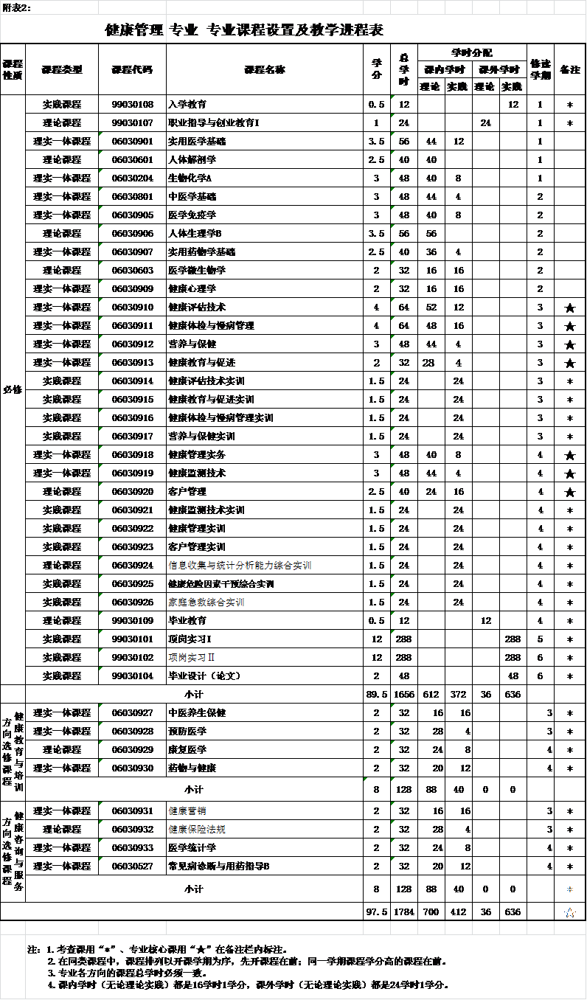 附表2:
健康管理 专业 专业课程设置及教学进程表
课程性质 课程类型 课程代码 课程名称 学分 总学时 学时分配 修读学期 备注
课内学时 课外学时
理论 实践 理论 实践
必修
实践课程 99030108 入学教育 0.5 12 12 1 *
理论课程 99030107 职业指导与创业教育I 1 24 24 1 *
理实一体课程 06030901 实用医学基础 3.5 56 44 12 1
理论课程 06030601 人体解剖学 2.5 40 40 1
理实一体课程 06030204 生物化学A 3 48 40 8 1
理实一体课程 06030801 中医学基础 3 48 44 4 2
理实一体课程 06030905 医学免疫学 3 48 40 8 2
理论课程 06030906 人体生理学B 3.5 56 56 2
理实一体课程 06030907 实用药物学基础 2.5 40 36 4 2
理论课程 06030603 医学微生物学 2 32 16 16 2
理实一体课程 06030909 健康心理学 2 32 16 16 2
理实一体课程 06030910 健康评估技术 4 64 52 12 3 ★
理实一体课程 06030911 健康体检与慢病管理 4 64 48 16 3 ★
理实一体课程 06030912 营养与保健 3 48 44 4 3 ★
理实一体课程 06030913 健康教育与促进 2 32 28 4 3 ★
实践课程 06030914 健康评估技术实训 1.5 24 24 3 *
实践课程 06030915 健康教育与促进实训 1.5 24 24 3 *
实践课程 06030916 健康体检与慢病管理实训 1.5 24 24 3 *
实践课程 06030917 营养与保健实训 1.5 24 24 3 *
理实一体课程 06030918 健康管理实务 3 48 40 8 4 ★
理实一体课程 06030919 健康监测技术 3 48 44 4 4 ★
理论课程 06030920 客户管理 2.5 40 24 16 4 ★
实践课程 06030921 健康监测技术实训 1.5 24 24 4 *
实践课程 06030922 健康管理实训 1.5 24 24 4 *
实践课程 06030923 客户管理实训 1.5 24 24 4 *
理论课程 06030924 信息收集与统计分析能力综合实训 1.5 24 24 4 *
实践课程 06030925 健康危险因素干预综合实训 1.5 24 24 4 *
实践课程 06030926 家庭急救综合实训 1.5 24 24 4 *
理论课程 99030109 毕业教育 0.5 12 12 4 *
实践课程 99030101 顶岗实习I 12 288 288 5 *
实践课程 99030102 项岗实习Ⅱ 12 288 288 6 *
实践课程 99030104 毕业设计（论文） 2 48 48 6 *
小计 89.5 1656 612 372 36 636
健康教育与培训方向选修课程
理实一体课程 06030927 中医养生保健 2 32 16 16 3 *
理实一体课程 06030928 预防医学 2 32 28 4 3 *
理论课程 06030929 康复医学 2 32 24 8 4 *
理实一体课程 06030930 药物与健康 2 32 20 12 4 *
小计 8 128 88 40 0 0
健康咨询与服务方向选修课程
理实一体课程 06030931 健康营销 2 32 16 16 3 *
理论课程 06030932 健康保险法规 2 32 28 4 3 *
理实一体课程 06030933 医学统计学 2 32 24 8 4 *
理实一体课程 06030527 常见病诊断与用药指导B 2 32 20 12 4 *
小计 8 128 88 40 0 0 *
97.5 1784 700 412 36 636 ☆
注：1.考查课用“*”、专业核心课用“★”在备注栏内标注。
2.在同类课程中，课程排列以开课学期为序，先开课程在前；同一学期课程学分高的课程在前。
3.专业各方向的课程总学时必须一致。
4.课内学时（无论理论实践）都是16学时1学分，课外学时（无论理论实践）都是24学时1学分。